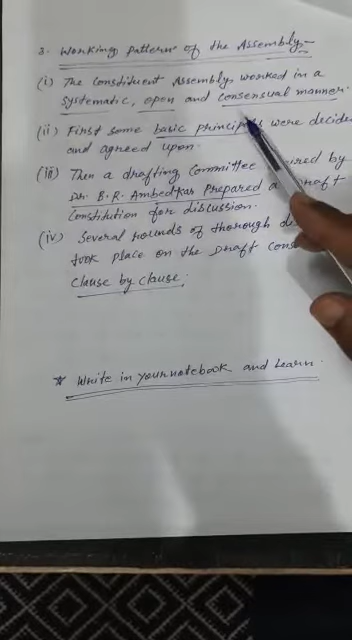 3. Working pattern of the Assembly:-
(i) The Constituent Assembly worked in a
systematic, open and consensual manner.
(ii) First some basic were decide
and agreed upon.
(iii) Then a drafting Committee by
Dr. B.R. Ambedkar prepared a Draft
Constitution for discussion.
(iv) Several rounds of thorough
took place on the Draft
clause by clause.
* Write in your notebook and learn.